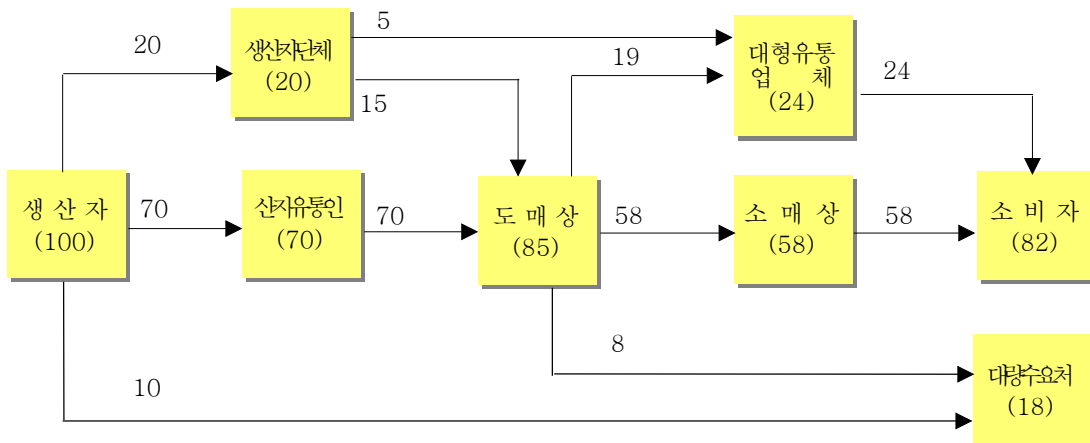 5
20
생산자단체
(20)
19
대형유통
업 체
(24)
24
15
생 산 자
(100)
70
산지유통인
(70)
70
도 매 상
(85)
58
소 매 상
(58)
58
소 비 자
(82)
8
10
대량수요처
(18)